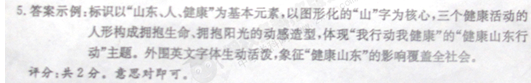 5. 答案示例:标识以“山东、人、健康”为基本元素,以图形化的“山”字为核心,三个健康活动的
人形构成拥抱生命、拥抱阳光的动感造型,体现“我行动我健康”的“健康山东行
动”主题。外围英文字体生动活泼,象征“健康山东”的影响覆盖全社会。
评分:共2分。意思对即可。